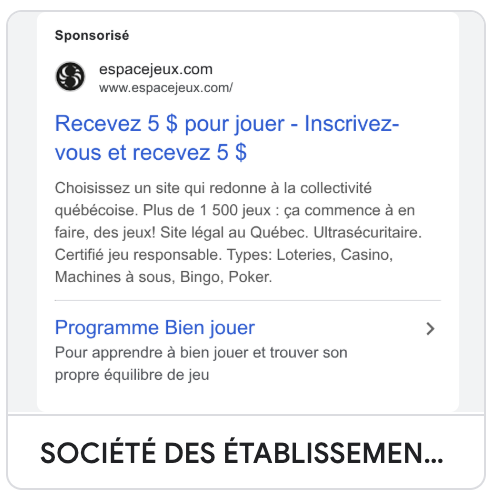 Sponsorisé
espacejeux.com
www.espacejeux.com/
Recevez 5 $ pour jouer - Inscrivez-
vous et recevez 5 $
Choisissez un site qui redonne à la collectivité
québécoise. Plus de 1 500 jeux : ça commence à en
faire, des jeux! Site légal au Québec. Ultrasécuritaire.
Certifié jeu responsable. Types: Loteries, Casino,
Machines à sous, Bingo, Poker.
Programme Bien jouer
Pour apprendre à bien jouer et trouver son
propre équilibre de jeu
SOCIÉTÉ DES ÉTABLISSEMEN...